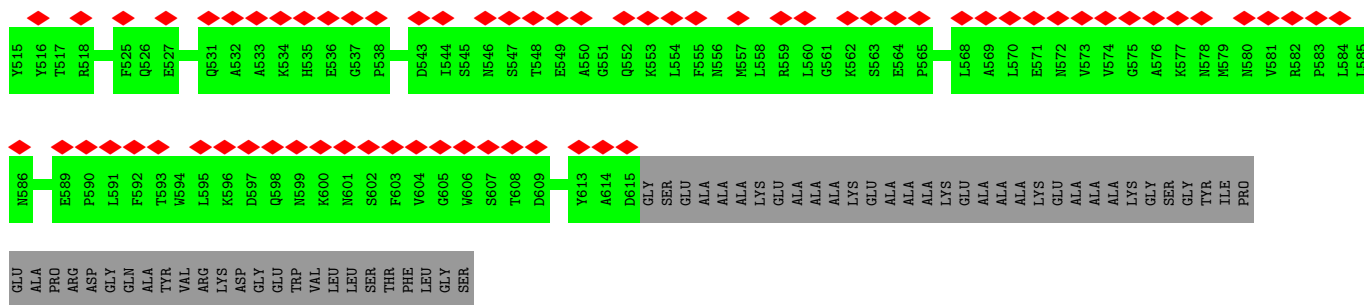 Y515 Y516 T517 R518 F525 Q526 E527 Q531 A532 A533 K534 H535 E536 G537 P538 D543 I544 S545 N546 S547 T548 E549 A550 G551 Q552 K553 L554 F555 N556 M557 L558 R559 L560 G561 K562 S563 E564 P565 L568 A569 L570 E571 N572 V573 V574 G575 A576 K577 N578 M579 N580 V581 R582 P583 L584 L585
N586 E589 P590 L591 F592 T593 W594 L595 K596 D597 Q598 N599 K600 N601 S602 F603 V604 G605 W606 S607 T608 D609 Y613 A614 D615 GLY SER GLU ALA ALA ALA LYS GLU ALA ALA ALA LYS GLU ALA ALA ALA LYS GLU ALA ALA ALA LYS GLU ALA ALA ALA LYS GLY SER GLY TYR ILE PRO
GLU ALA PRO ARG ASP GLY GLN ALA TYR VAL ARG LYS ASP GLY GLU TRP VAL LEU LEU SER THR PHE LEU GLY SER